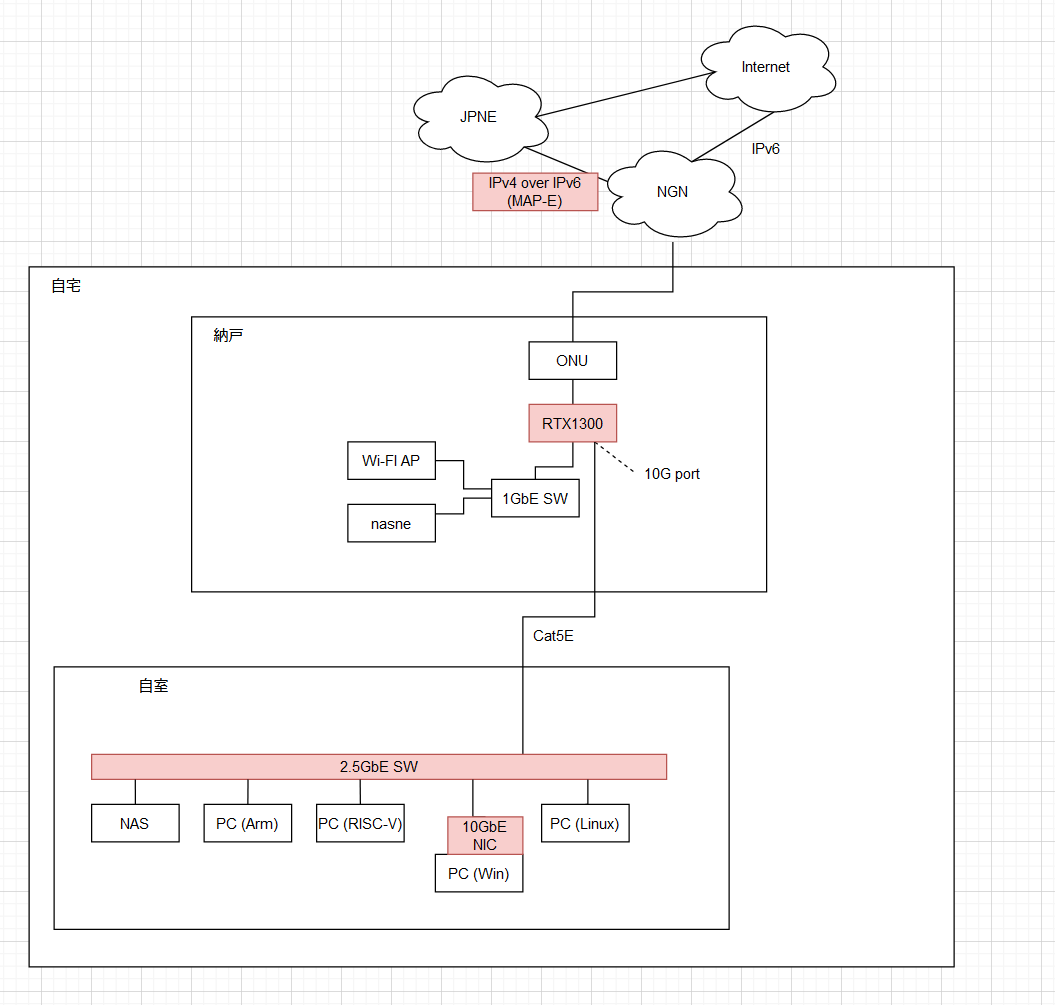 Internet
JPNE
IPv6
IPv4 over IPv6
(MAP-E)
NGN
自宅
納戸
ONU
RTX1300
Wi-FI AP
10G port
1GbE SW
nasne
Cat5E
自室
2.5GbE SW
NAS
PC (Arm)
PC (RISC-V)
10GbE
NIC
PC (Linux)
PC (Win)